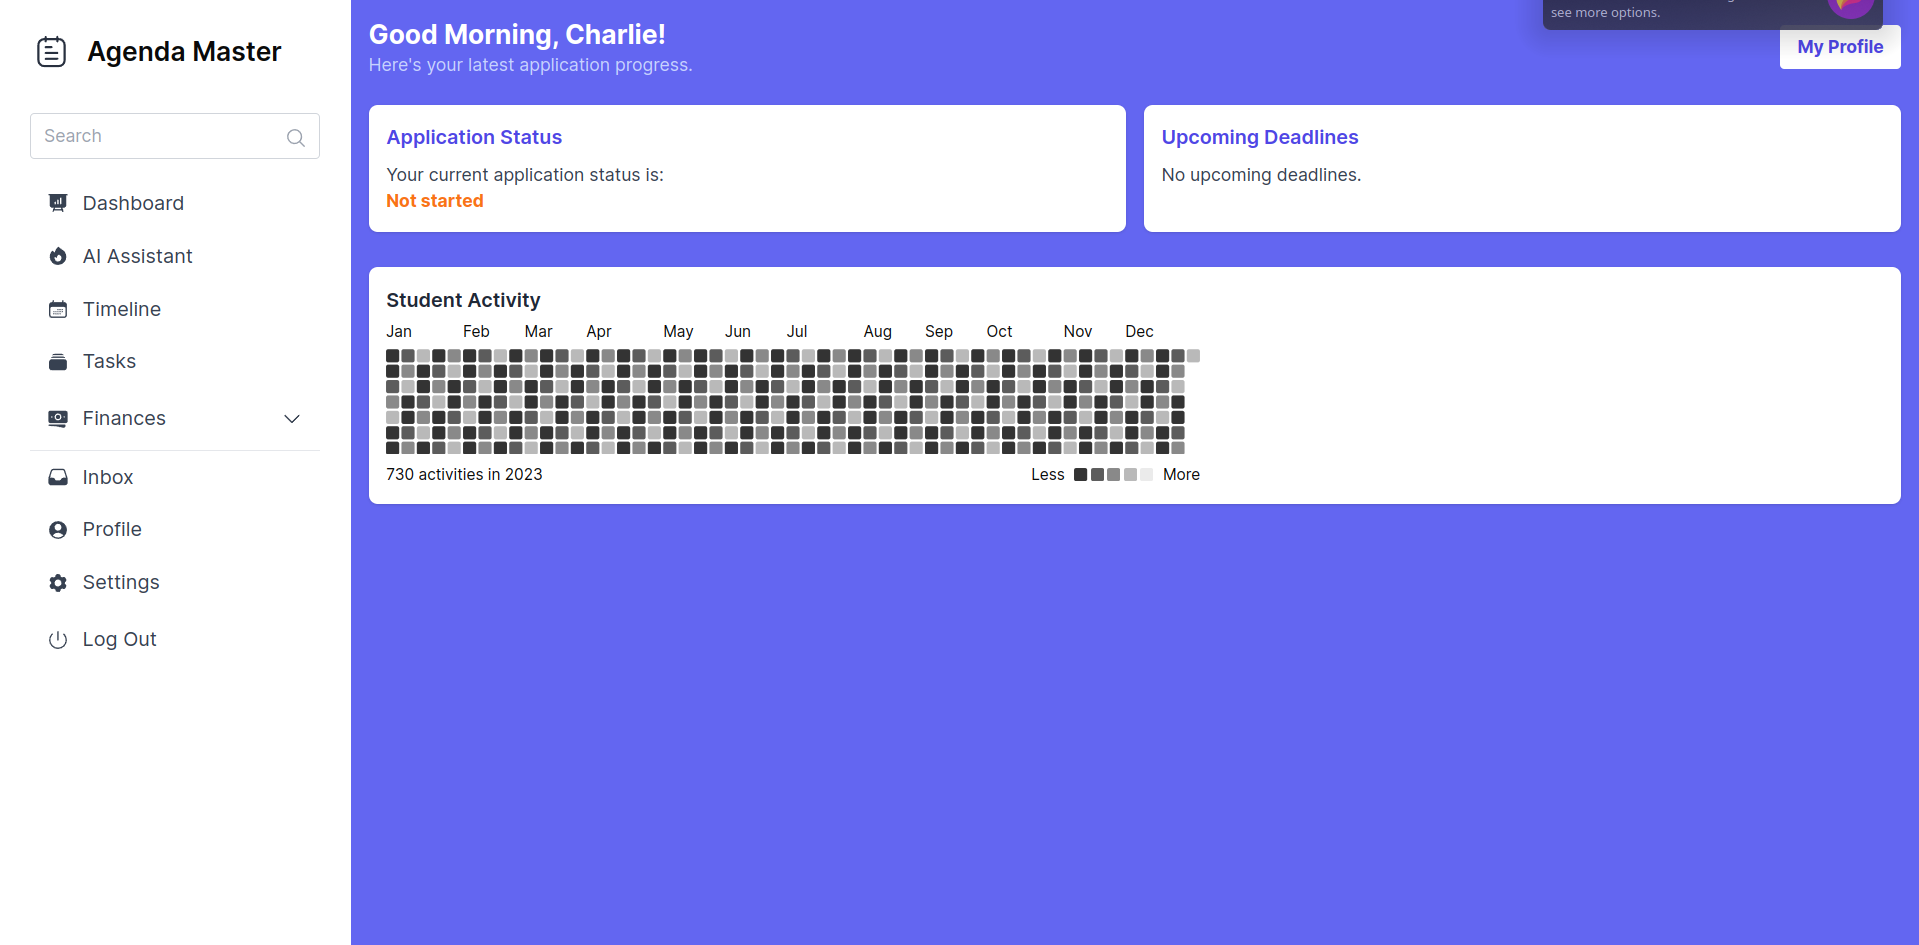 Agenda Master
Search
Dashboard
AI Assistant
Timeline
Tasks
Finances
Inbox
Profile
Settings
Log Out
Good Morning, Charlie!
Here's your latest application progress.
see more options.
My Profile
Application Status
Your current application status is:
Not started
Upcoming Deadlines
No upcoming deadlines.
Student Activity
Jan Feb Mar Apr May Jun Jul Aug Sep Oct Nov Dec
730 activities in 2023
Less More